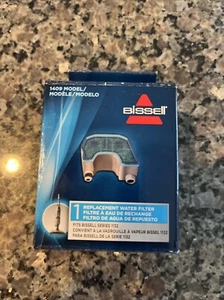 1409 MODEL/
MODÈLE/MODELO
BISSELL
1 REPLACEMENT WATER FILTER
FILTRE À EAU DE RECHANGE
FILTRO DE AGUA DE REPUESTO
FITS BISSELL SERIES 1132
CONVIENT À LA VADROUILLE À VAPEUR BISSELL 1132
PARA BISSELL DE LA SERIE 1132